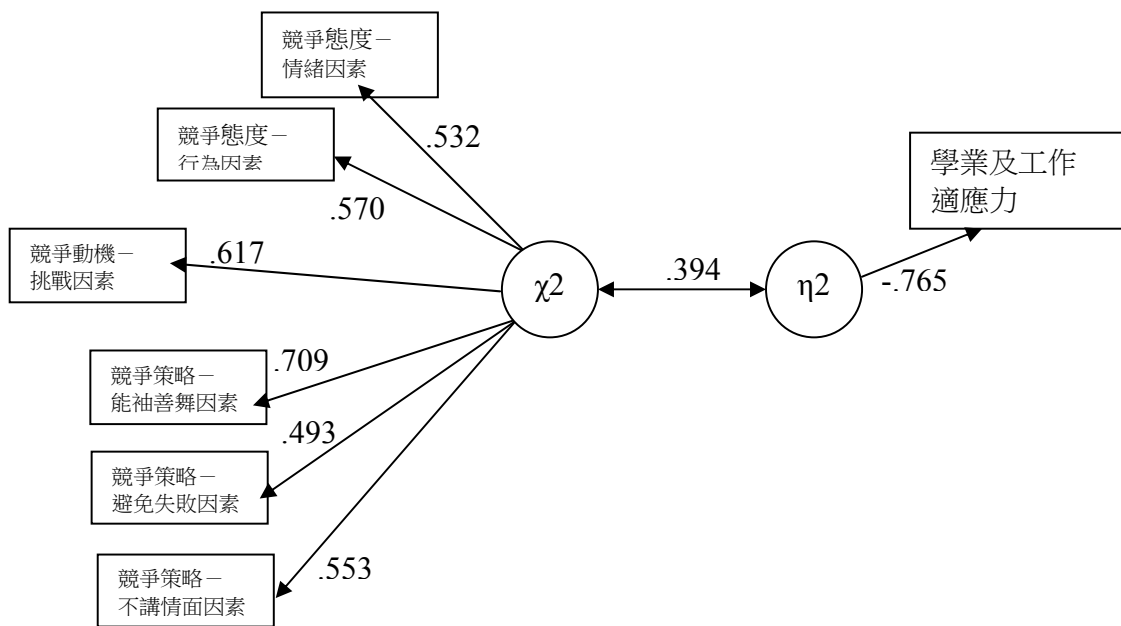 競爭態度－
情緒因素
.532
競爭態度－
行為因素
.570
學業及工作
適應力
競爭動機－
挑戰因素
.617
χ2
.394
η2
-.765
.709
競爭策略－
能袖善舞因素
.493
競爭策略－
避免失敗因素
.553
競爭策略－
不講情面因素